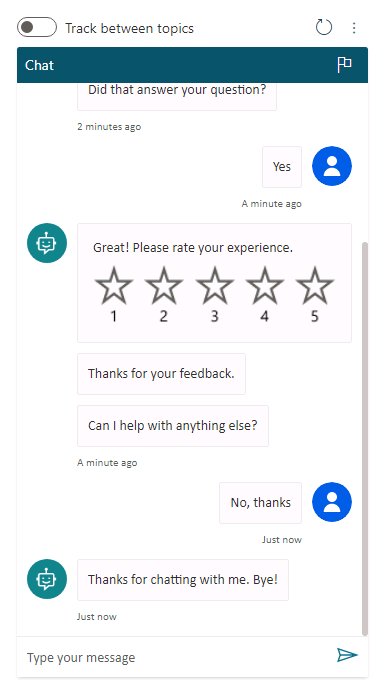 Track between topics
Chat
Did that answer your question?
2 minutes ago
Yes
A minute ago
Great! Please rate your experience.
1 2 3 4 5
Thanks for your feedback.
Can I help with anything else?
A minute ago
No, thanks
Just now
Thanks for chatting with me. Bye!
Just now
Type your message